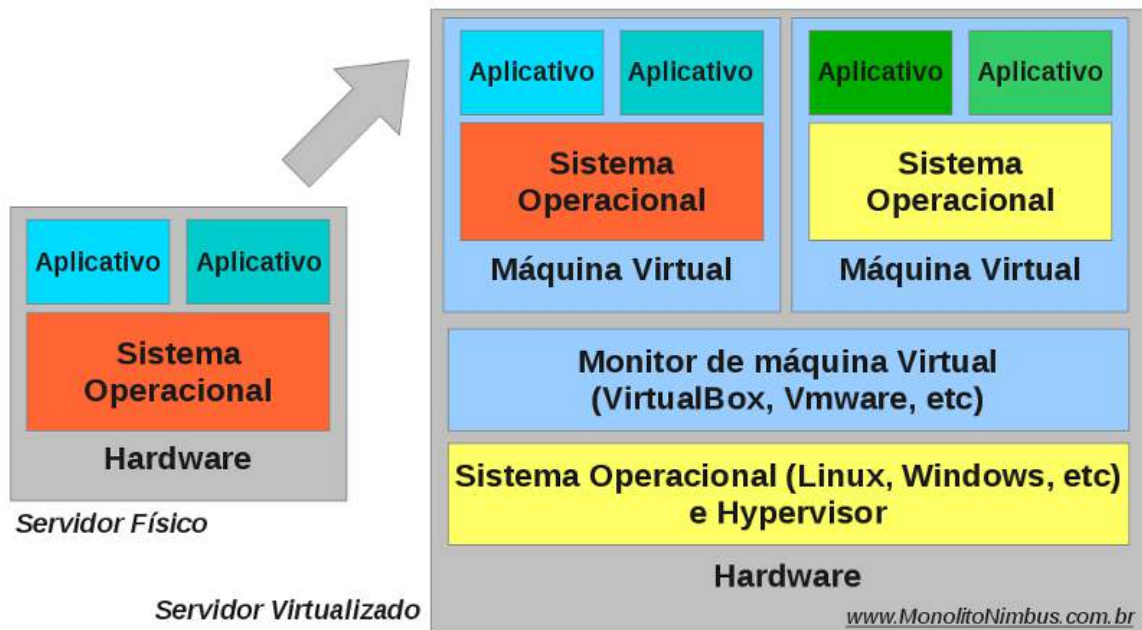 Aplicativo
Aplicativo
Sistema
Operacional
Hardware
Servidor Físico
Aplicativo
Aplicativo
Sistema
Operacional
Máquina Virtual
Aplicativo
Aplicativo
Sistema
Operacional
Máquina Virtual
Monitor de máquina Virtual
(VirtualBox, Vmware, etc)
Sistema Operacional (Linux, Windows, etc)
e Hypervisor
Hardware
Servidor Virtualizado
www.MonolitoNimbus.com.br